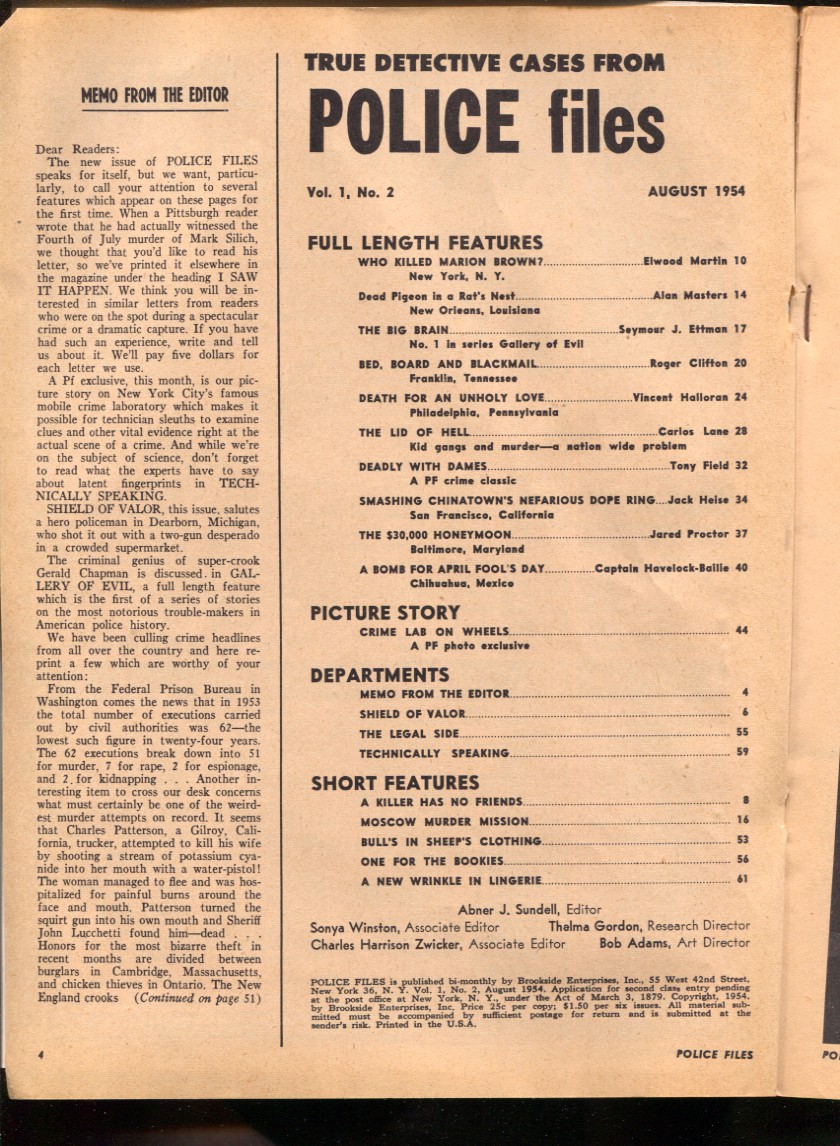 MEMO FROM THE EDITOR
Dear Readers:
The new issue of POLICE FILES
speaks for itself, but we want, particu-
larly, to call your attention to several
features which appear on these pages for
the first time. When a Pittsburgh reader
wrote that he had actually witnessed the
Fourth of July murder of Mark Silich,
we thought that you'd like to read his
letter, so we've printed it elsewhere in
the magazine under the heading I SAW
IT HAPPEN. We think you will be in-
terested in similar letters from readers
who were on the spot during a spectacular
crime or a dramatic capture. If you have
had such an experience, write and tell
us about it. We'll pay five dollars for
each letter we use.
A Pf exclusive, this month, is our pic-
ture story on New York City's famous
mobile crime laboratory which makes it
possible for technician sleuths to examine
clues and other vital evidence right at the
actual scene of a crime. And while we're
on the subject of science, don't forget
to read what the experts have to say
about latent fingerprints in TECH-
NICALLY SPEAKING.
SHIELD OF VALOR, this issue, salutes
a hero policeman in Dearborn, Michigan,
who shot it out with a two-gun desperado
in a crowded supermarket.
The criminal genius of super-crook
Gerald Chapman is discussed in GAL-
LERY OF EVIL, a full length feature
which is the first of a series of stories
on the most notorious trouble-makers in
American police history.
We have been culling crime headlines
from all over the country and here re-
print a few which are worthy of your
attention:
From the Federal Prison Bureau in
Washington comes the news that in 1953
the total number of executions carried
out by civil authorities was 62—the
lowest such figure in twenty-four years.
The 62 executions break down into 51
for murder, 7 for rape, 2 for espionage,
and 2 for kidnapping . . . Another in-
teresting item to cross our desk concerns
what must certainly be one of the weird-
est murder attempts on record. It seems
that Charles Patterson, a Gilroy, Cali-
fornia, trucker, attempted to kill his wife
by shooting a stream of potassium cya-
nide into her mouth with a water-pistol!
The woman managed to flee and was hos-
pitalized for painful burns around the
face and mouth. Patterson turned the
squirt gun into his own mouth and Sheriff
John Lucchetti found him—dead . . .
Honors for the most bizarre theft in
recent months are divided between
burglars in Cambridge, Massachusetts,
and chicken thieves in Ontario. The New
England crooks (Continued on page 51)
4
TRUE DETECTIVE CASES FROM
POLICE files
Vol. 1, No. 2 AUGUST 1954
FULL LENGTH FEATURES
WHO KILLED MARION BROWN?....Elwood Martin 10
New York, N. Y.
Dead Pigeon in a Rat's Nest....Alan Masters 14
New Orleans, Louisiana
THE BIG BRAIN....Seymour J. Ettman 17
No. 1 in series Gallery of Evil
BED, BOARD AND BLACKMAIL....Roger Clifton 20
Franklin, Tennessee
DEATH FOR AN UNHOLY LOVE....Vincent Halloran 24
Philadelphia, Pennsylvania
THE LID OF HELL....Carlos Lane 28
Kid gangs and murder—a nation wide problem
DEADLY WITH DAMES....Tony Field 32
A PF crime classic
SMASHING CHINATOWN'S NEFARIOUS DOPE RING....Jack Heise 34
San Francisco, California
THE $30,000 HONEYMOON....Jared Proctor 37
Baltimore, Maryland
A BOMB FOR APRIL FOOL'S DAY....Captain Havelock-Bailie 40
Chihuahua, Mexico
PICTURE STORY
CRIME LAB ON WHEELS.... 44
A PF photo exclusive
DEPARTMENTS
MEMO FROM THE EDITOR.... 4
SHIELD OF VALOR.... 6
THE LEGAL SIDE.... 55
TECHNICALLY SPEAKING.... 59
SHORT FEATURES
A KILLER HAS NO FRIENDS.... 8
MOSCOW MURDER MISSION.... 16
BULL'S IN SHEEP'S CLOTHING.... 53
ONE FOR THE BOOKIES.... 56
A NEW WRINKLE IN LINGERIE.... 61
Abner J. Sundell, Editor
Sonya Winston, Associate Editor Thelma Gordon, Research Director
Charles Harrison Zwicker, Associate Editor Bob Adams, Art Director
POLICE FILES is published bi-monthly by Brookside Enterprises, Inc., 55 West 42nd Street,
New York 36, N. Y. Vol. 1, No. 2, August 1954. Application for second class entry pending
at the post office at New York, N. Y., under the Act of March 3, 1879. Copyright, 1954,
by Brookside Enterprises, Inc. Price 25c per copy; $1.50 per six issues. All material sub-
mitted must be accompanied by sufficient postage for return and is submitted at the
sender's risk. Printed in the U.S.A.
POLICE FILES
PO